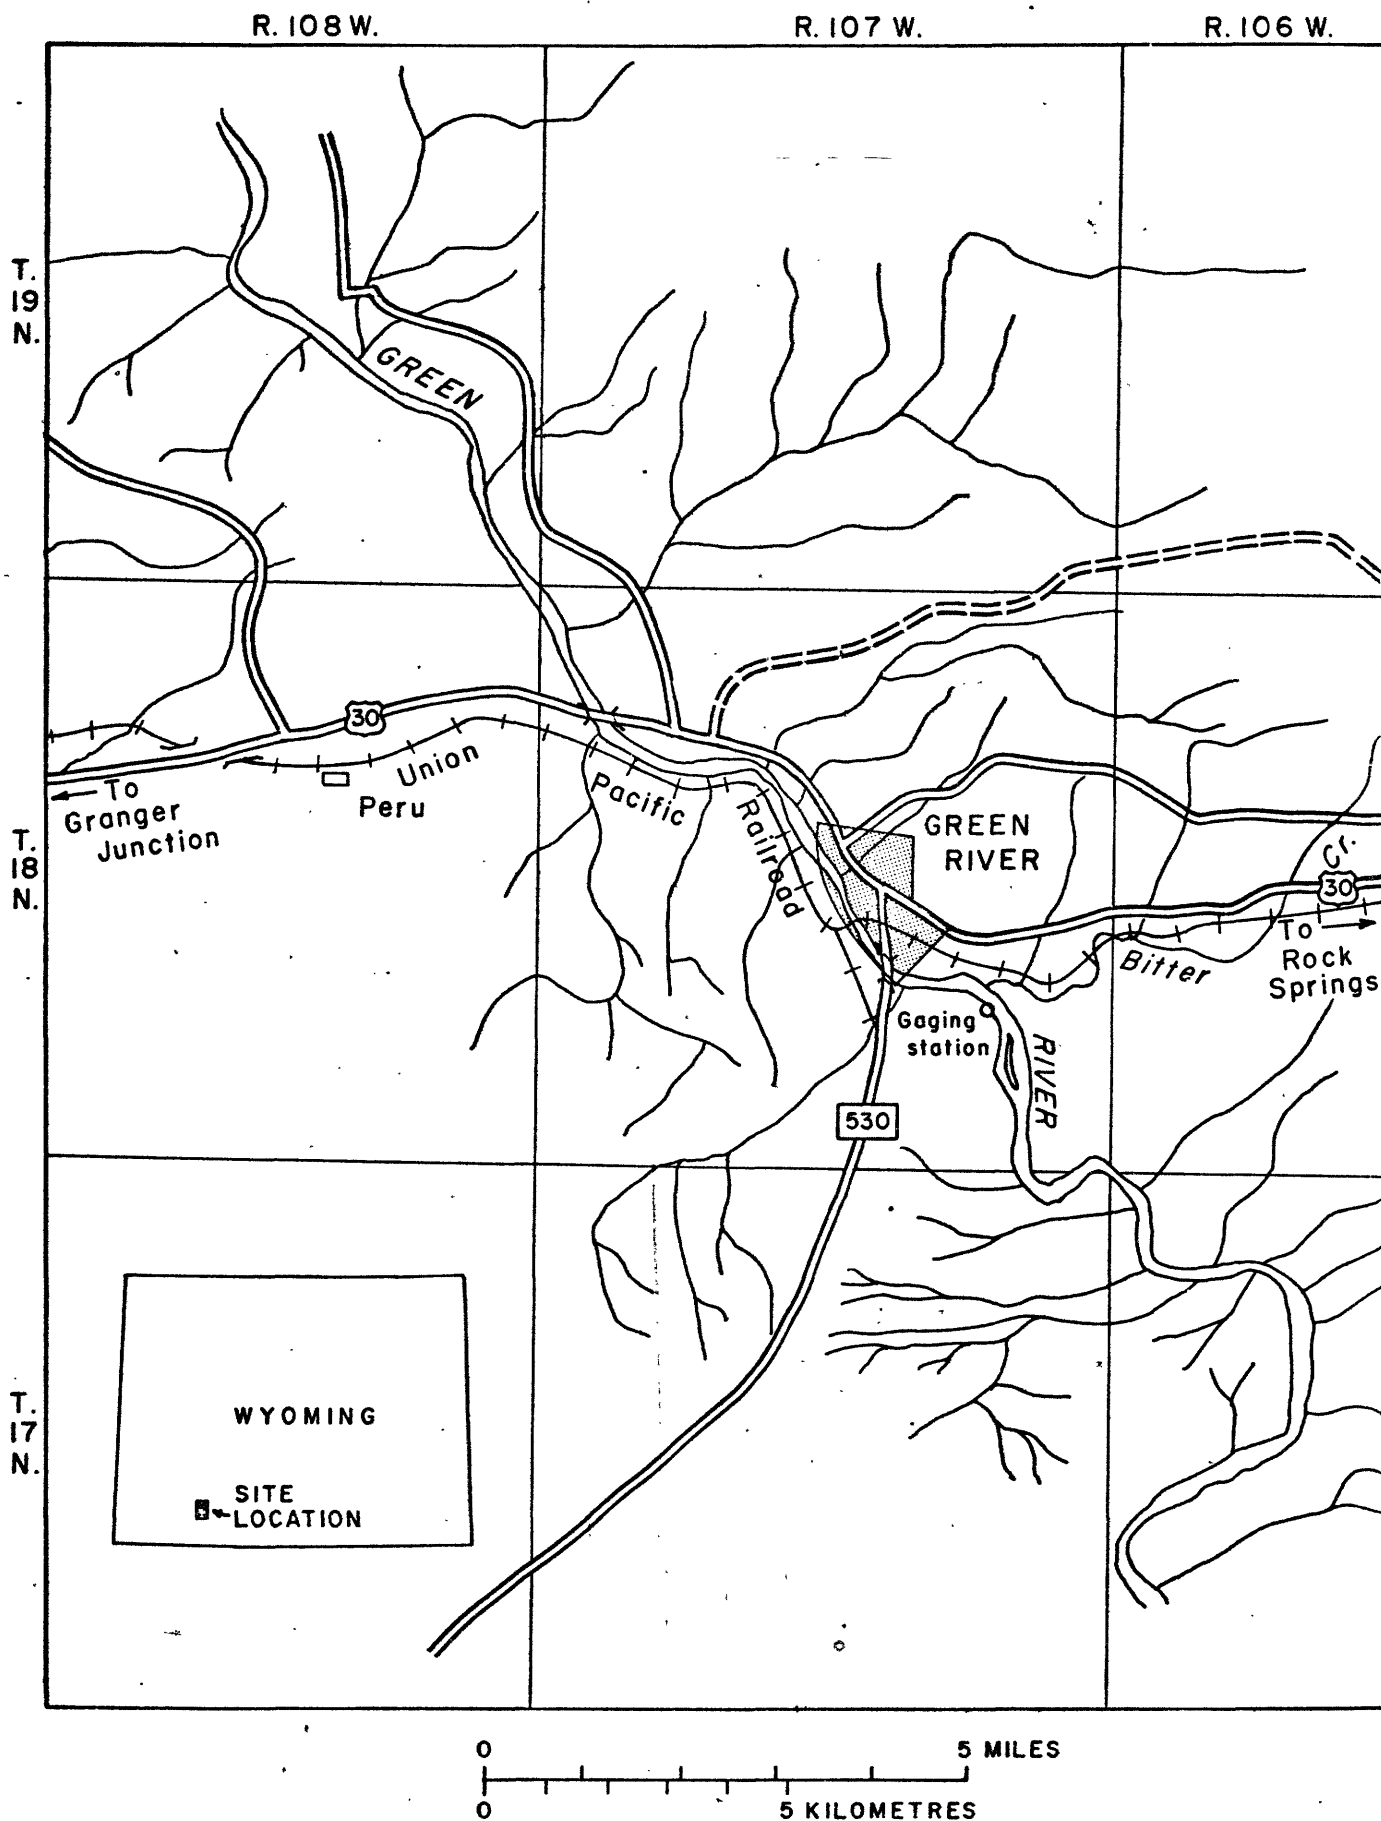 R. 108 W.
R. 107 W.
R. 106 W.
T.
19
N.
GREEN
30
Union
Pacific
Railroad
Peru
To
Granger
Junction
T.
18
N.
GREEN
RIVER
Cr.
30
To
Rock
Springs
Bitter
Gaging
station
RIVER
530
T.
17
N.
WYOMING
SITE
LOCATION
0
5 MILES
0
5 KILOMETRES